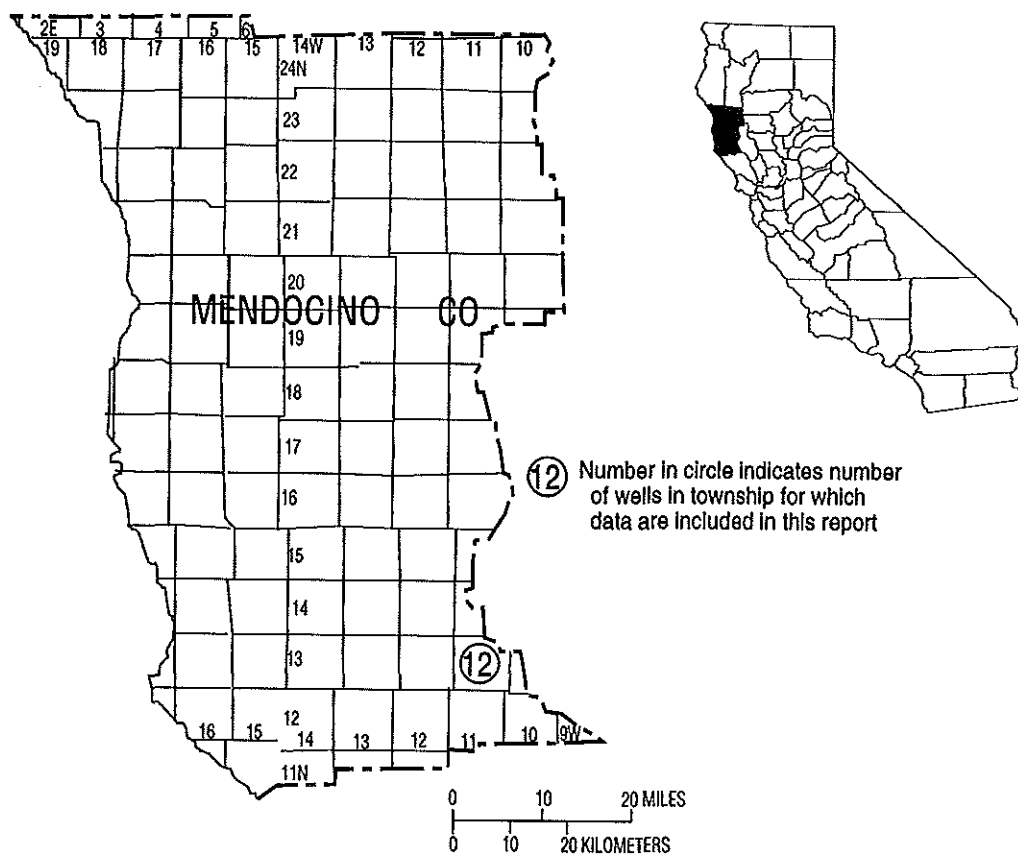 2E 3 4 5 6
19 18 17 16 15 14W 13 12 11 10
24N
23
22
21
20
MENDOCINO CO
19
18
17
16
15
14
13
12
12
16 15 14 13 12 11 10 9W
11N
12 Number in circle indicates number
of wells in township for which
data are included in this report
0 10 20 MILES
0 10 20 KILOMETERS